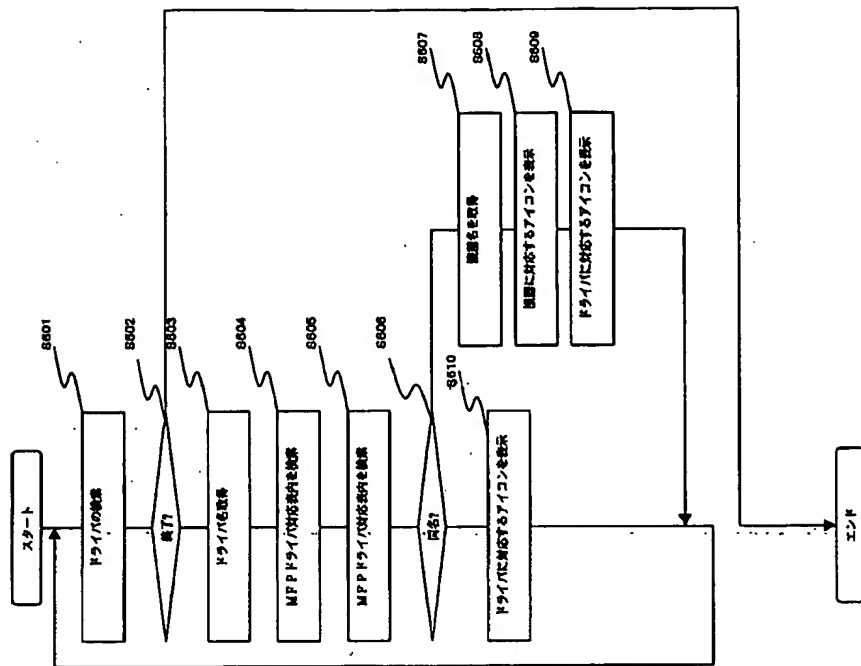 スタート
S601
ドライバの検索
S602
終了?
S603
ドライバ名取得
S604
MFPドライバ対応表内を検索
S605
MFPドライバ対応表内を検索
S606
同名?
S607
機器名を取得
S608
機器に対応するアイコンを表示
S609
ドライバに対応するアイコンを表示
S610
ドライバに対応するアイコンを表示
エンド